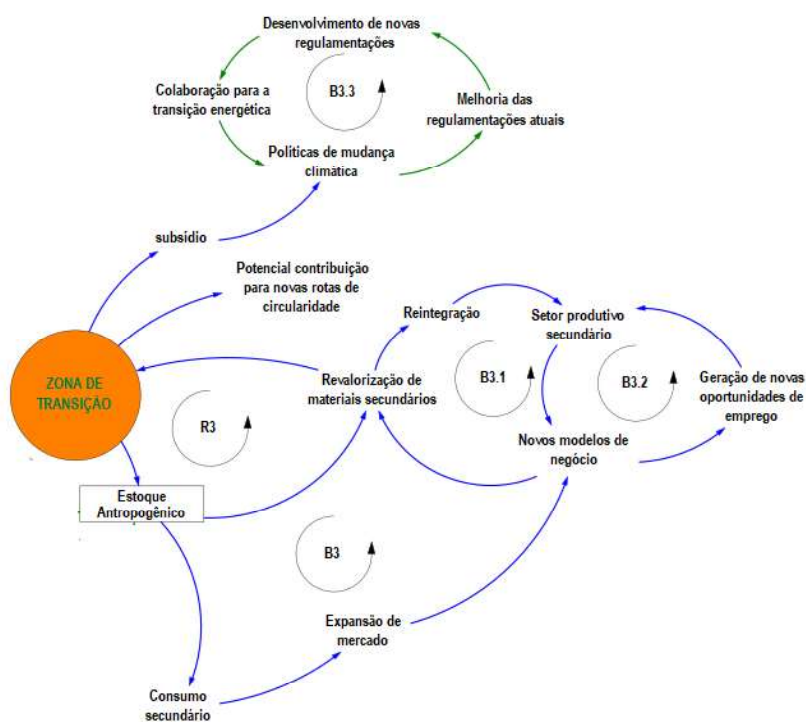 Desenvolvimento de novas
regulamentações
B3.3
Colaboração para a
transição energética
Melhoria das
regulamentações atuais
Políticas de mudança
climática
subsídio
Potencial contribuição
para novas rotas de
circularidade
Reintegração
Setor produtivo
secundário
ZONA DE
TRANSIÇÃO
Revalorização de
materiais secundários
B3.1
B3.2
Geração de novas
oportunidades de
emprego
R3
Novos modelos de
negócio
Estoque
Antropogênico
B3
Expansão de
mercado
Consumo
secundário